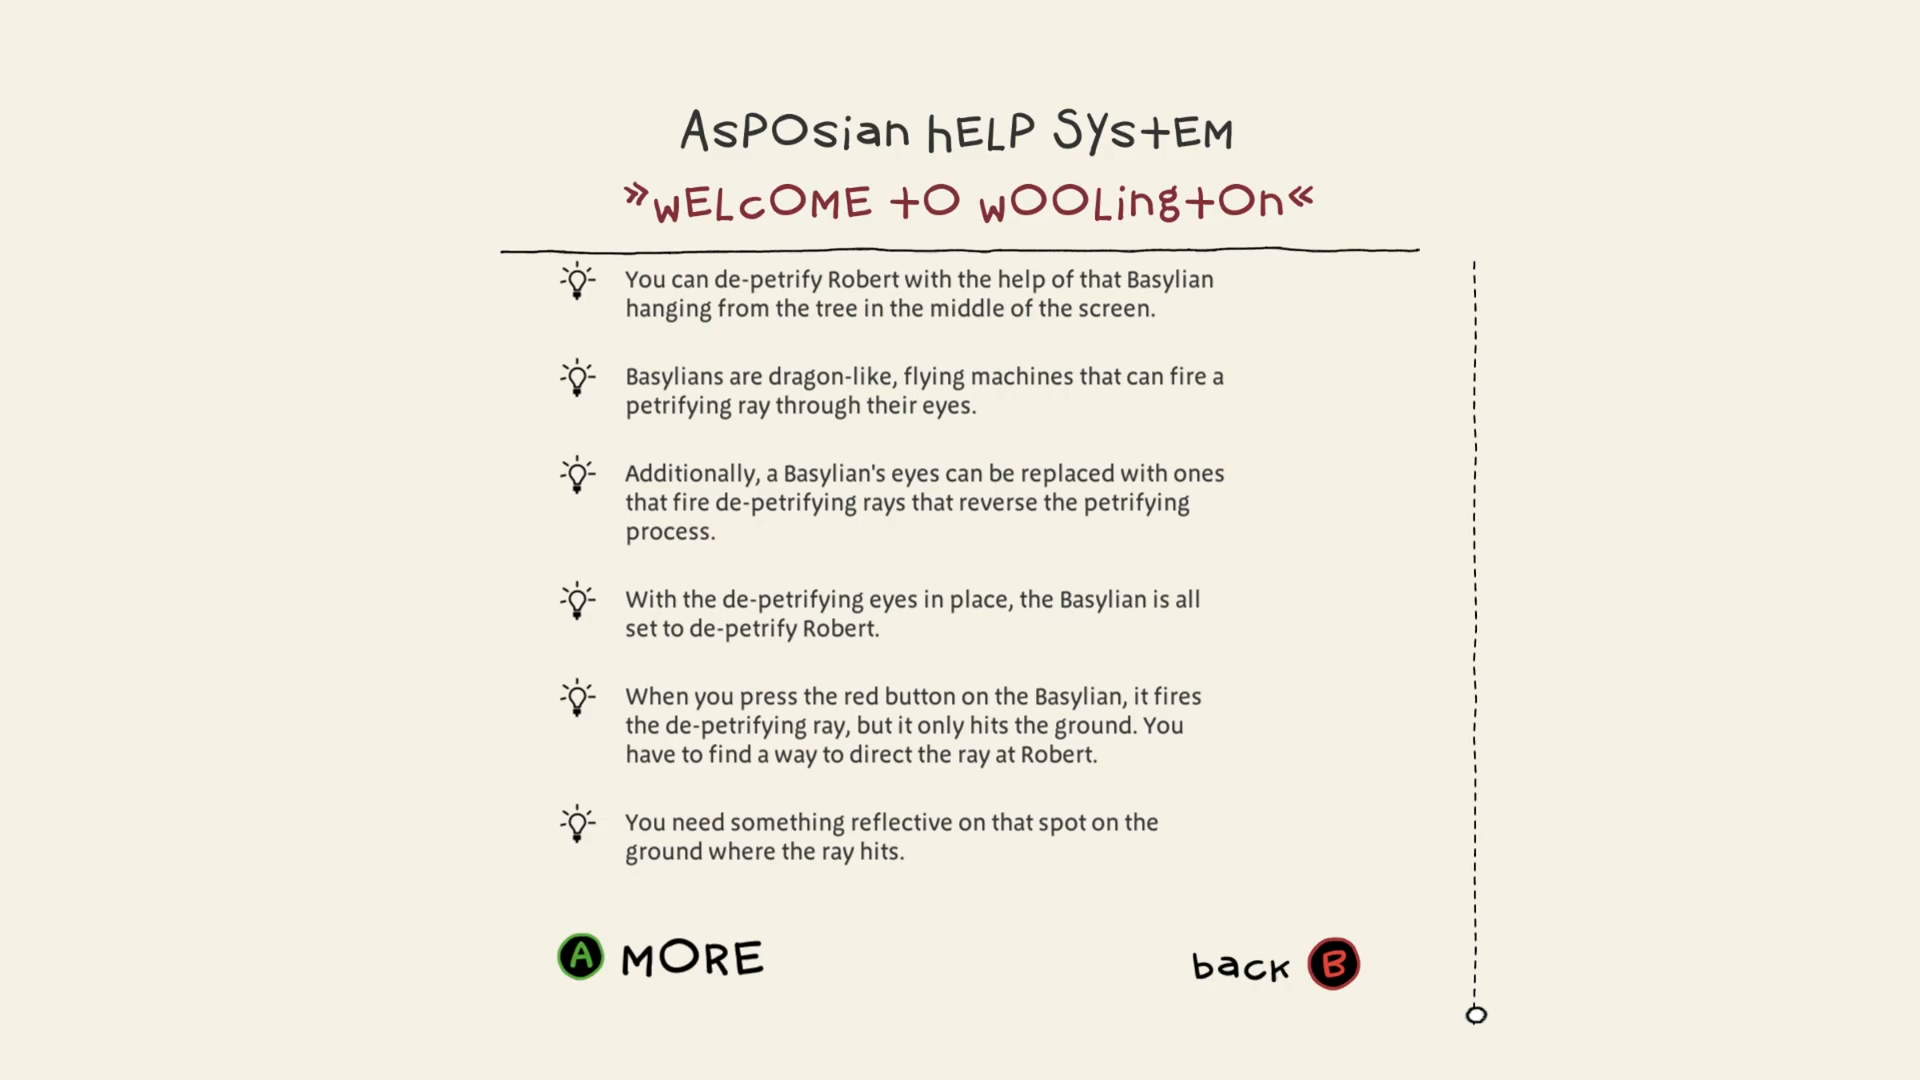 AsPOsian hELP SYstEM
»wELcOME tO wOOLingtOn«
You can de-petrify Robert with the help of that Basylian
hanging from the tree in the middle of the screen.
Basylians are dragon-like, flying machines that can fire a
petrifying ray through their eyes.
Additionally, a Basylian's eyes can be replaced with ones
that fire de-petrifying rays that reverse the petrifying
process.
With the de-petrifying eyes in place, the Basylian is all
set to de-petrify Robert.
When you press the red button on the Basylian, it fires
the de-petrifying ray, but it only hits the ground. You
have to find a way to direct the ray at Robert.
You need something reflective on that spot on the
ground where the ray hits.
A MORE
back B